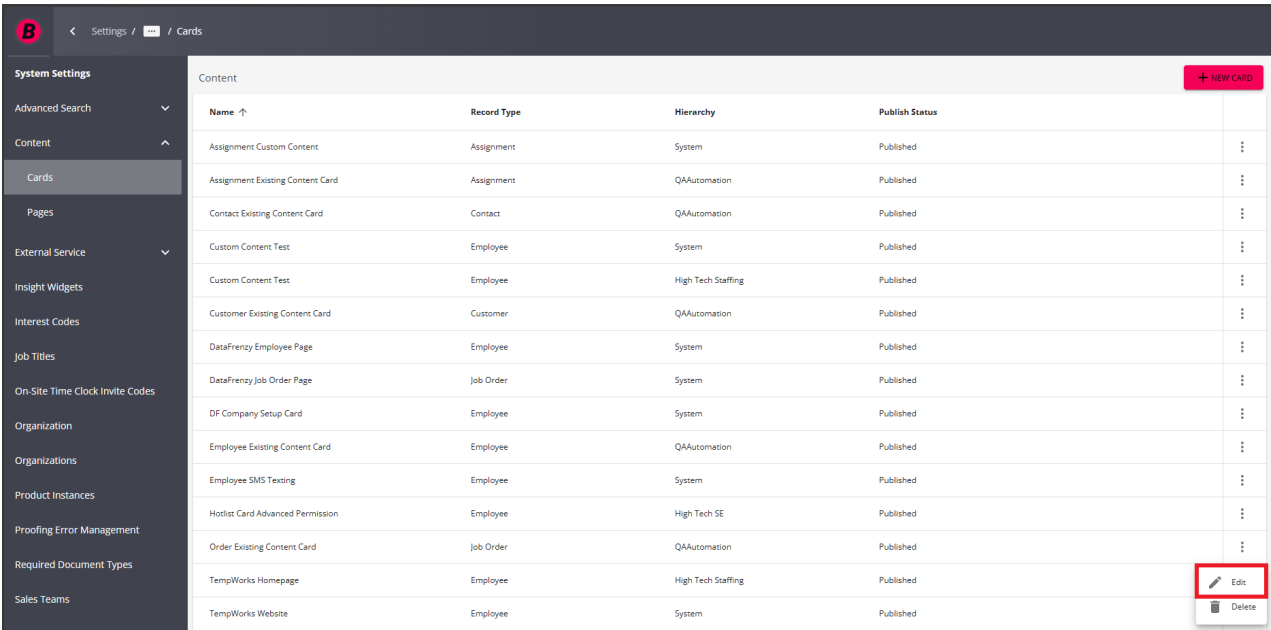 B Settings / ... / Cards
System Settings
Advanced Search
Content
Cards
Pages
External Service
Insight Widgets
Interest Codes
Job Titles
On-Site Time Clock Invite Codes
Organization
Organizations
Product Instances
Proofing Error Management
Required Document Types
Sales Teams
Content + NEW CARD
Name ↑ Record Type Hierarchy Publish Status
Assignment Custom Content Assignment System Published
Assignment Existing Content Card Assignment QAAutomation Published
Contact Existing Content Card Contact QAAutomation Published
Custom Content Test Employee System Published
Custom Content Test Employee High Tech Staffing Published
Customer Existing Content Card Customer QAAutomation Published
DataFrenzy Employee Page Employee System Published
DataFrenzy Job Order Page Job Order System Published
DF Company Setup Card Employee System Published
Employee Existing Content Card Employee QAAutomation Published
Employee SMS Texting Employee System Published
Hotlist Card Advanced Permission Employee High Tech SE Published
Order Existing Content Card Job Order QAAutomation Published
TempWorks Homepage Employee High Tech Staffing Published
TempWorks Website Employee System Published
Edit
Delete